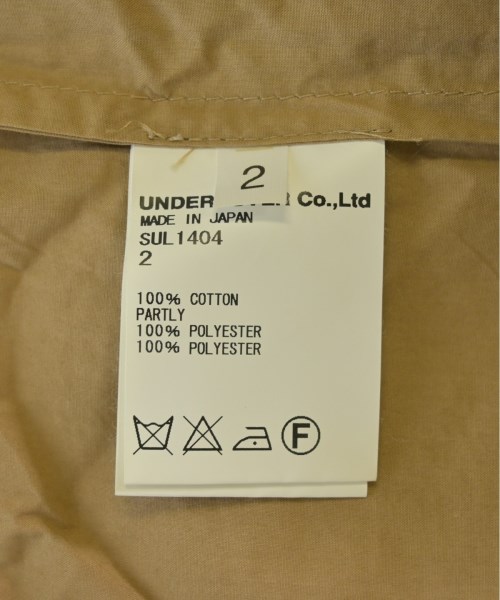 2
UNDER Co.,Ltd
MADE IN JAPAN
SUL1404
2
100% COTTON
PARTLY
100% POLYESTER
100% POLYESTER
F